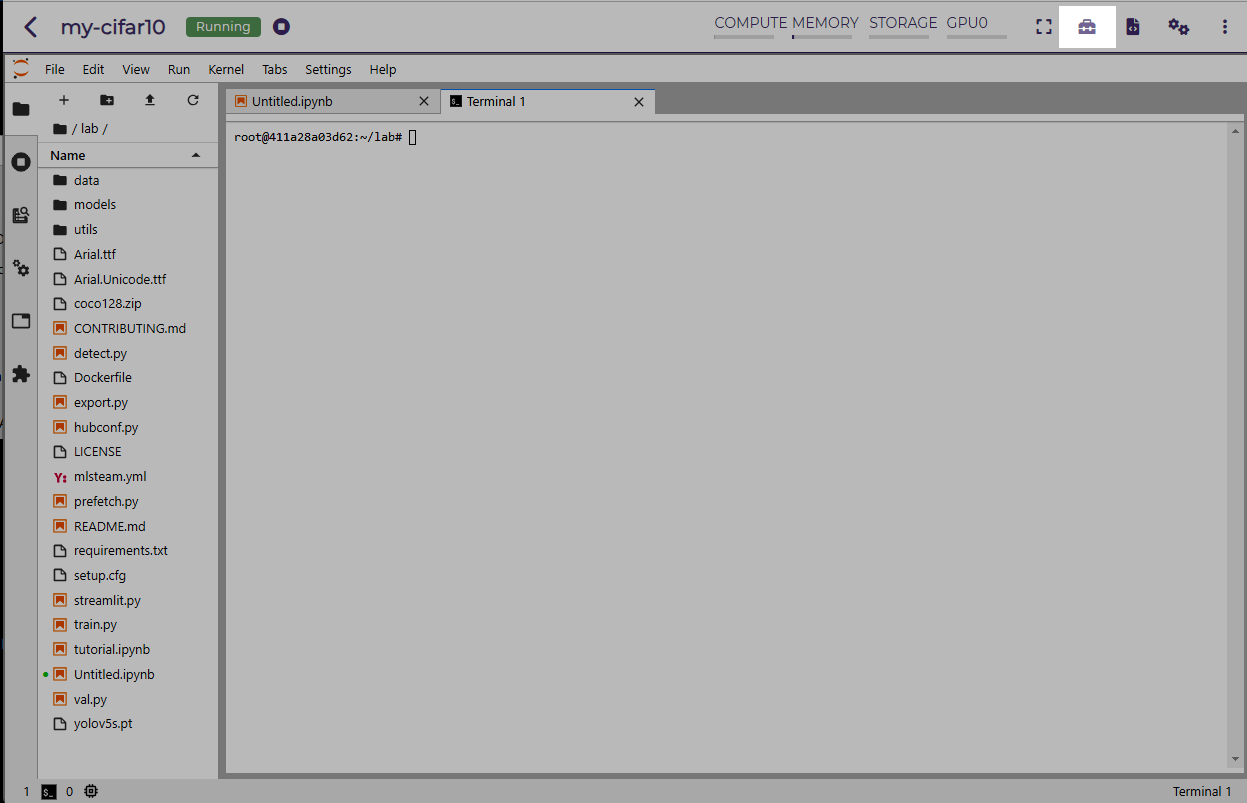 my-cifar10 Running COMPUTE MEMORY STORAGE GPU0
File Edit View Run Kernel Tabs Settings Help
Untitled.ipynb Terminal 1
/ lab /
root@411a28a03d62:~/lab#
Name
data
models
utils
Arial.ttf
Arial.Unicode.ttf
coco128.zip
CONTRIBUTING.md
detect.py
Dockerfile
export.py
hubconf.py
LICENSE
Y: mlsteam.yml
prefetch.py
README.md
requirements.txt
setup.cfg
streamlit.py
train.py
tutorial.ipynb
Untitled.ipynb
val.py
yolov5s.pt
1 $_ 0 Terminal 1